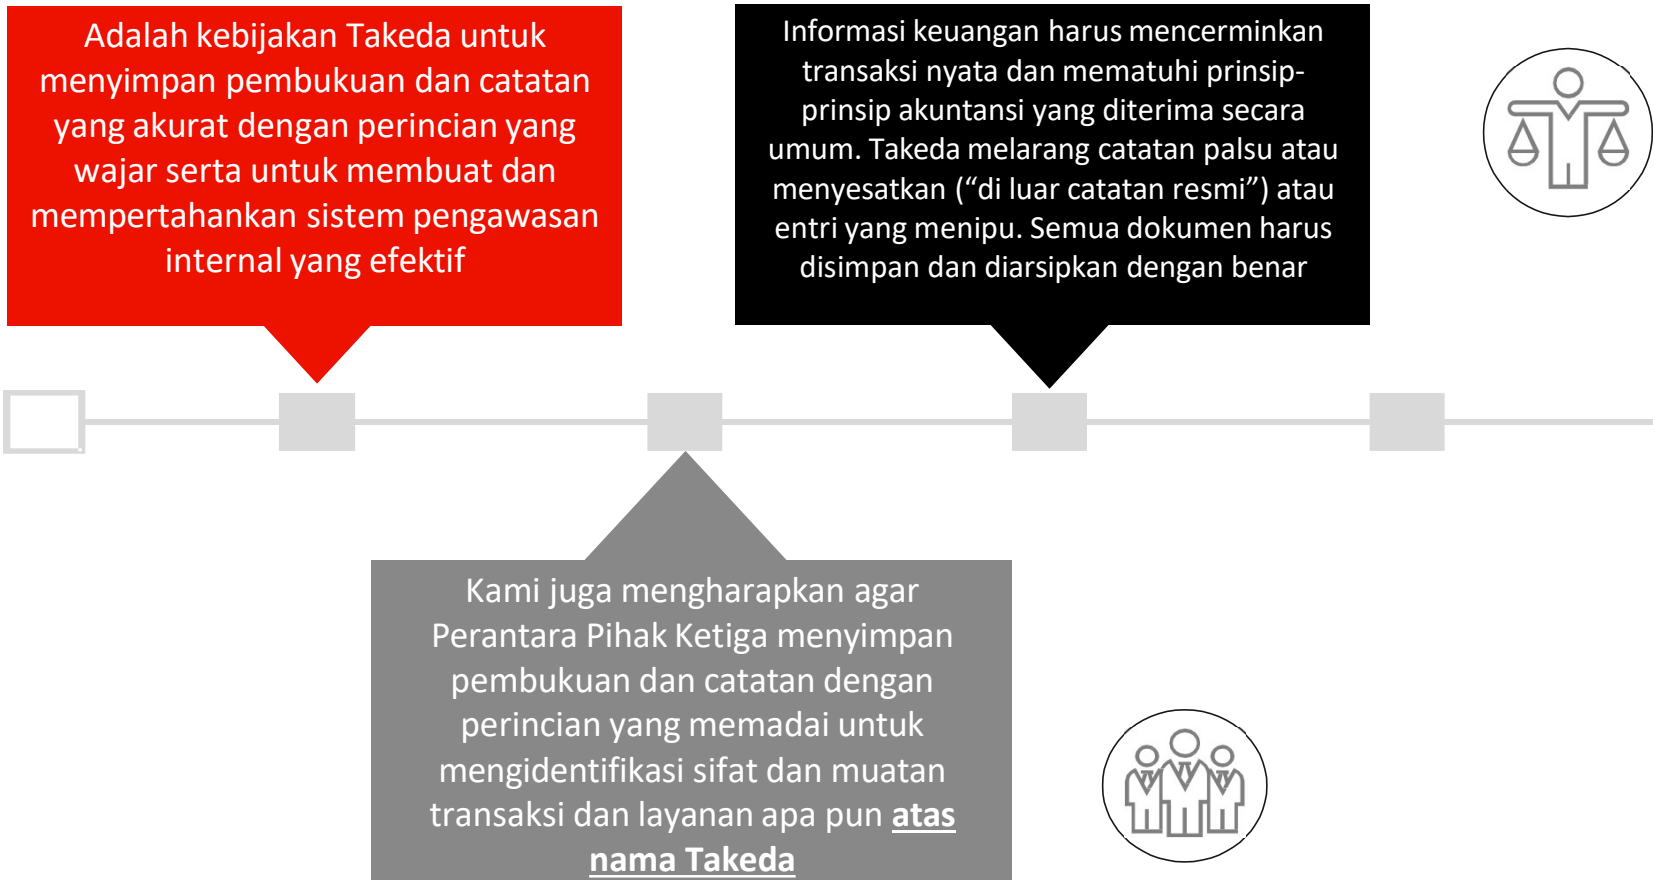 Adalah kebijakan Takeda untuk
menyimpan pembukuan dan catatan
yang akurat dengan perincian yang
wajar serta untuk membuat dan
mempertahankan sistem pengawasan
internal yang efektif
Informasi keuangan harus mencerminkan
transaksi nyata dan mematuhi prinsip-
prinsip akuntansi yang diterima secara
umum. Takeda melarang catatan palsu atau
menyesatkan (“di luar catatan resmi”) atau
entri yang menipu. Semua dokumen harus
disimpan dan diarsipkan dengan benar
Kami juga mengharapkan agar
Perantara Pihak Ketiga menyimpan
pembukuan dan catatan dengan
perincian yang memadai untuk
mengidentifikasi sifat dan muatan
transaksi dan layanan apa pun atas
nama Takeda